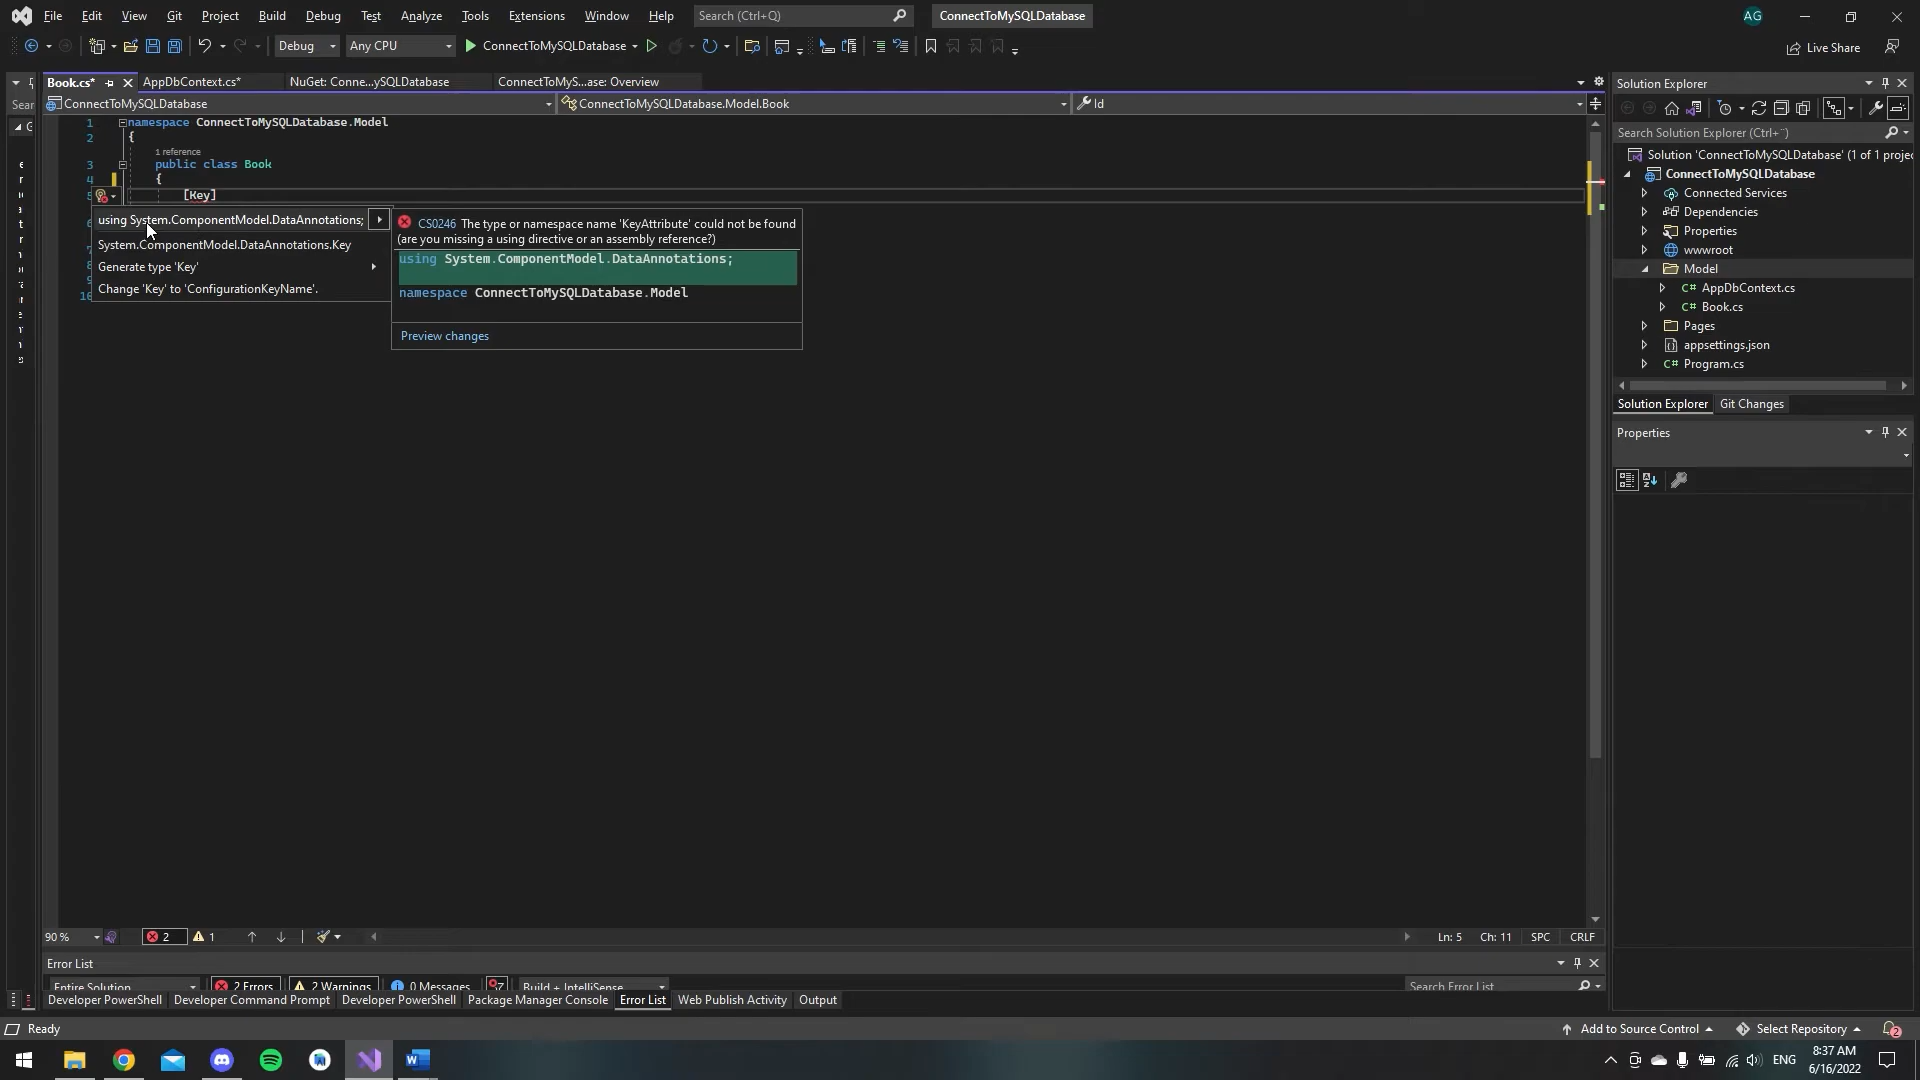 File Edit View Git Project Build Debug Test Analyze Tools Extensions Window Help Search (Ctrl+Q) ConnectToMySQLDatabase AG
Debug Any CPU ConnectToMySQLDatabase Live Share
Book.cs* AppDbContext.cs* NuGet: Conne...ySQLDatabase ConnectToMyS...ase: Overview
ConnectToMySQLDatabase ConnectToMySQLDatabase.Model.Book Id
1 namespace ConnectToMySQLDatabase.Model
2 {
1 reference
3 public class Book
4 {
5 [Key]
using System.ComponentModel.DataAnnotations;
System.ComponentModel.DataAnnotations.Key
Generate type 'Key'
Change 'Key' to 'ConfigurationKeyName'.
CS0246 The type or namespace name 'KeyAttribute' could not be found
(are you missing a using directive or an assembly reference?)
using System.ComponentModel.DataAnnotations;
namespace ConnectToMySQLDatabase.Model
Preview changes
Solution Explorer
Search Solution Explorer (Ctrl+¨)
Solution 'ConnectToMySQLDatabase' (1 of 1 projec
ConnectToMySQLDatabase
Connected Services
Dependencies
Properties
wwwroot
Model
C# AppDbContext.cs
C# Book.cs
Pages
appsettings.json
C# Program.cs
Solution Explorer Git Changes
Properties
90 % 2 1 Ln: 5 Ch: 11 SPC CRLF
Error List
Entire Solution 2 Errors 2 Warnings 0 Messages Build + IntelliSense Search Error List
Developer PowerShell Developer Command Prompt Developer PowerShell Package Manager Console Error List Web Publish Activity Output
Ready Add to Source Control Select Repository 2
ENG 8:37 AM
6/16/2022